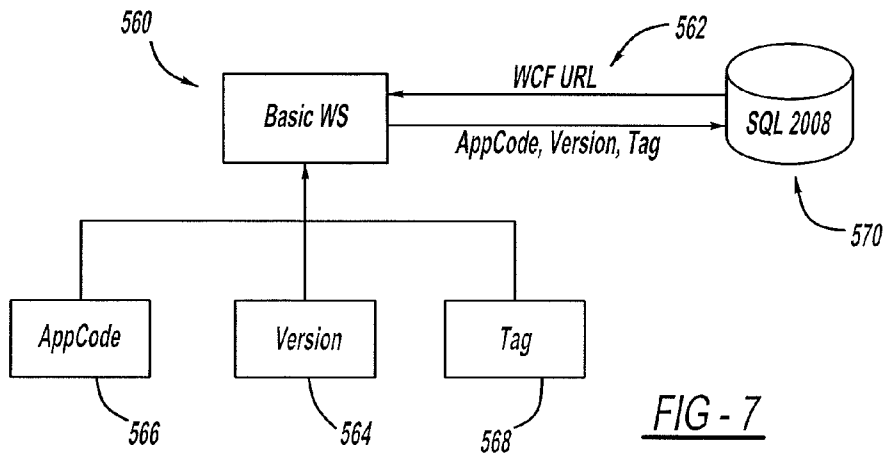 560
562
WCF URL
Basic WS
SQL 2008
AppCode, Version, Tag
570
AppCode
Version
Tag
566
564
568
FIG - 7